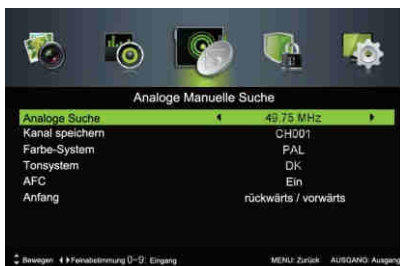 Analoge Manuelle Suche
Analoge Suche 49.75 MHz
Kanal speichern CH001
Farbe-System PAL
Tonsystem DK
AFC Ein
Anfang rückwärts / vorwärts
Bewegen Feinabetimmung 0-9: Eingang MENU: Zurück AUSGANG: Ausgang